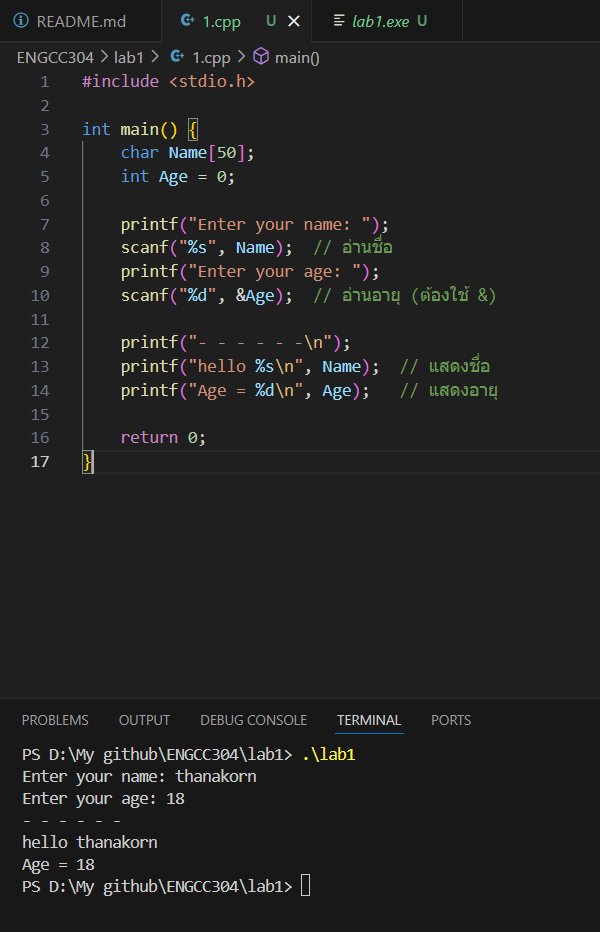 README.md 1.cpp U lab1.exe U
ENGCC304 > lab1 > 1.cpp > main()
1 #include <stdio.h>
2
3 int main() {
4     char Name[50];
5     int Age = 0;
6
7     printf("Enter your name: ");
8     scanf("%s", Name);  // อ่านชื่อ
9     printf("Enter your age: ");
10     scanf("%d", &Age);  // อ่านอายุ (ต้องใช้ &)
11
12     printf("- - - - - -\n");
13     printf("hello %s\n", Name);  // แสดงชื่อ
14     printf("Age = %d\n", Age);   // แสดงอายุ
15
16     return 0;
17 }
PROBLEMS OUTPUT DEBUG CONSOLE TERMINAL PORTS
PS D:\My github\ENGCC304\lab1> .\lab1
Enter your name: thanakorn
Enter your age: 18
- - - - - -
hello thanakorn
Age = 18
PS D:\My github\ENGCC304\lab1>